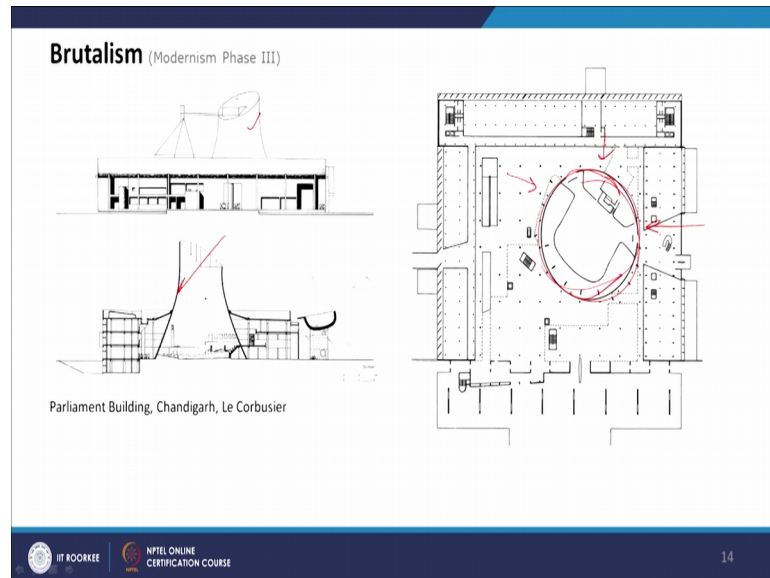 Brutalism (Modernism Phase III)
Parliament Building, Chandigarh, Le Corbusier
IIT ROORKEE
NPTEL ONLINE
CERTIFICATION COURSE
14